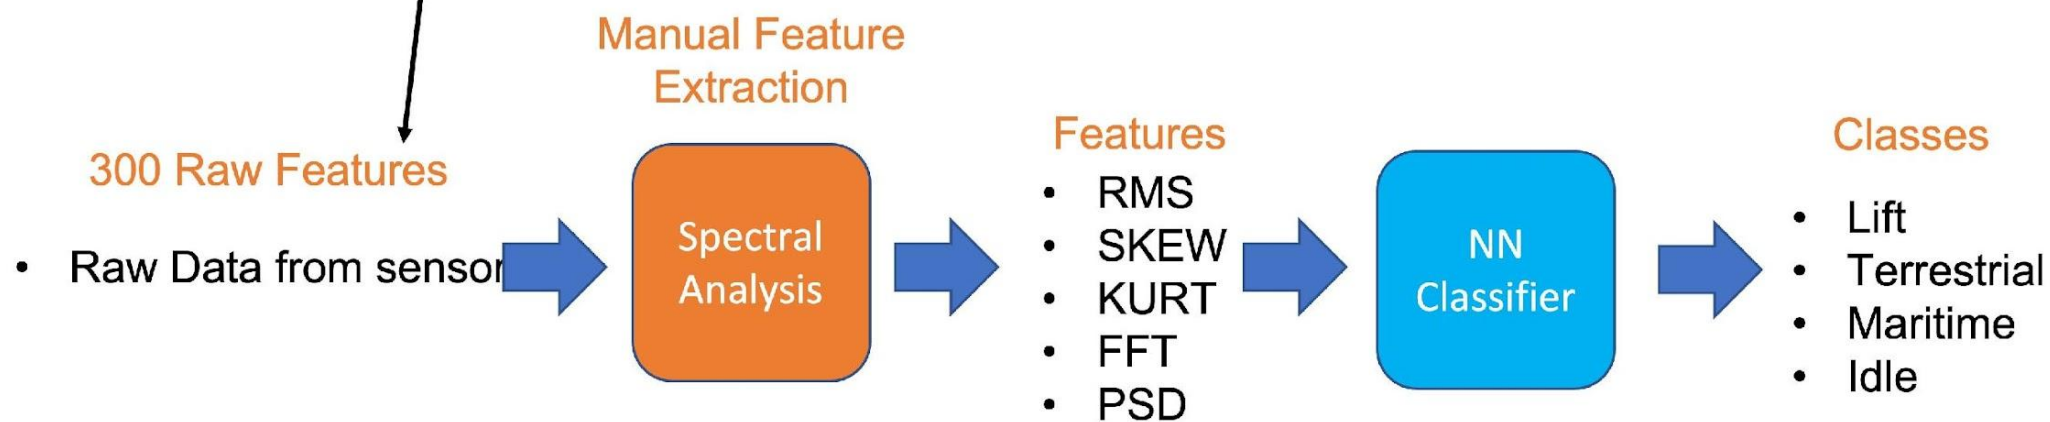 Manual Feature
Extraction
300 Raw Features
• Raw Data from sensor
Spectral
Analysis
Features
• RMS
• SKEW
• KURT
• FFT
• PSD
NN
Classifier
Classes
• Lift
• Terrestrial
• Maritime
• Idle